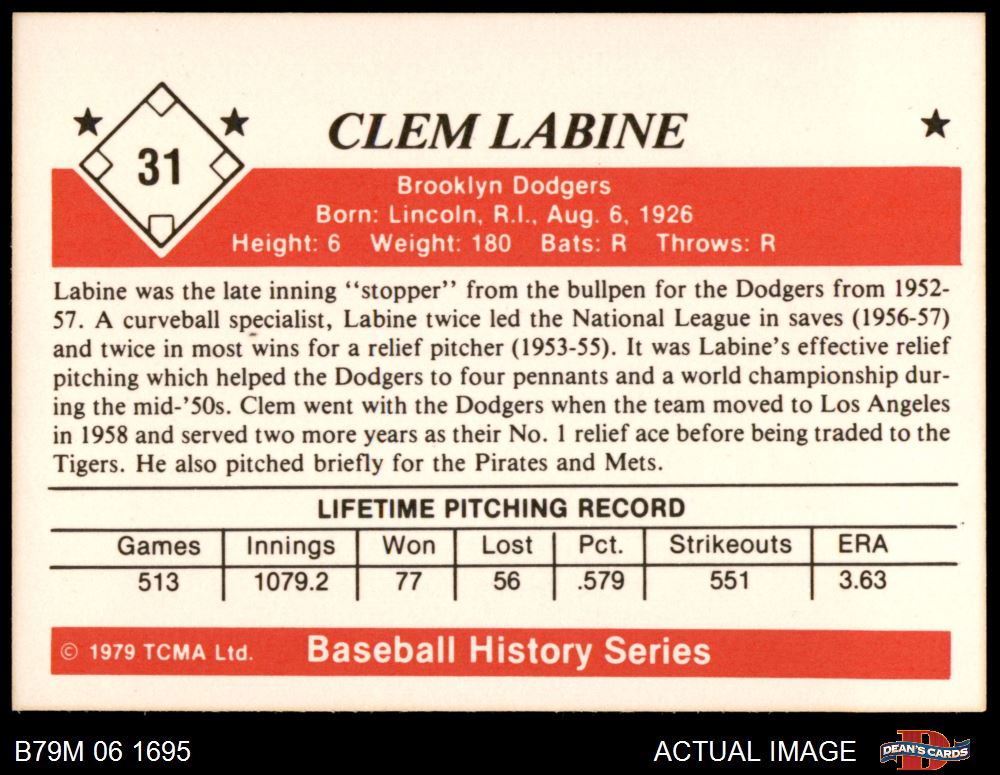 31
CLEM LABINE
Brooklyn Dodgers
Born: Lincoln, R.I., Aug. 6, 1926
Height: 6 Weight: 180 Bats: R Throws: R
Labine was the late inning "stopper" from the bullpen for the Dodgers from 1952-
57. A curveball specialist, Labine twice led the National League in saves (1956-57)
and twice in most wins for a relief pitcher (1953-55). It was Labine's effective relief
pitching which helped the Dodgers to four pennants and a world championship dur-
ing the mid-'50s. Clem went with the Dodgers when the team moved to Los Angeles
in 1958 and served two more years as their No. 1 relief ace before being traded to the
Tigers. He also pitched briefly for the Pirates and Mets.
LIFETIME PITCHING RECORD
Games Innings Won Lost Pct. Strikeouts ERA
513 1079.2 77 56 .579 551 3.63
© 1979 TCMA Ltd. Baseball History Series
B79M 06 1695 ACTUAL IMAGE DEAN'S CARDS